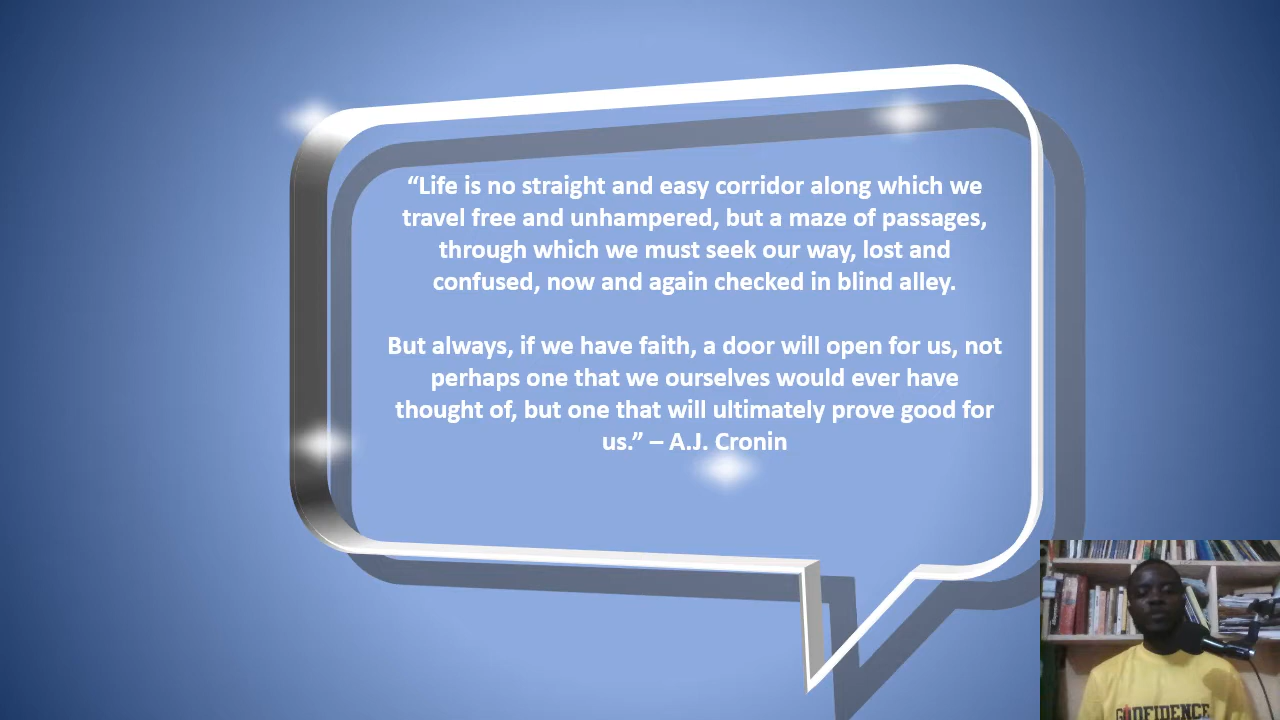 “Life is no straight and easy corridor along which we
travel free and unhampered, but a maze of passages,
through which we must seek our way, lost and
confused, now and again checked in blind alley.
But always, if we have faith, a door will open for us, not
perhaps one that we ourselves would ever have
thought of, but one that will ultimately prove good for
us.” – A.J. Cronin